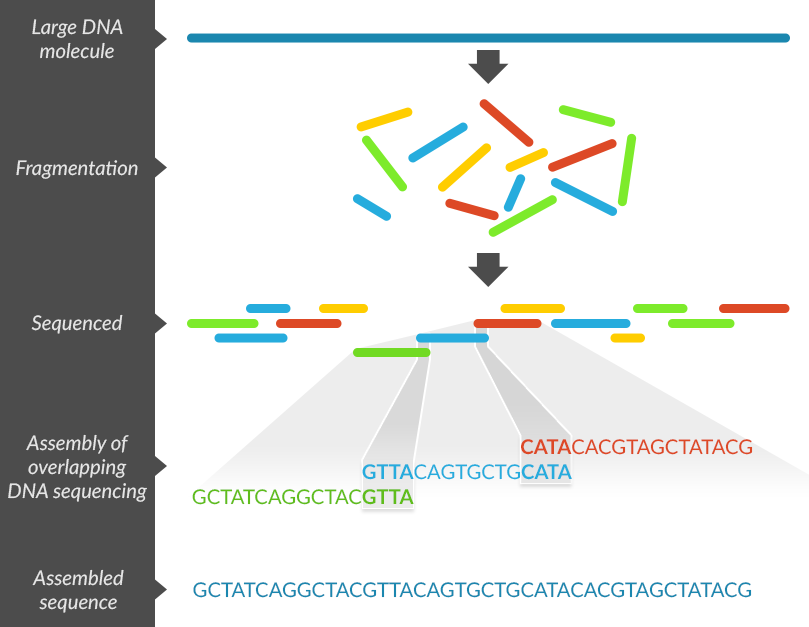 Large DNA
molecule
Fragmentation
Sequenced
Assembly of
overlapping
DNA sequencing
CATACACGTAGCTATACG
GTTACAGTGCTGCATA
GCTATCAGGCTACGTTA
Assembled
sequence
GCTATCAGGCTACGTTACAGTGCTGCATACACGTAGCTATACG